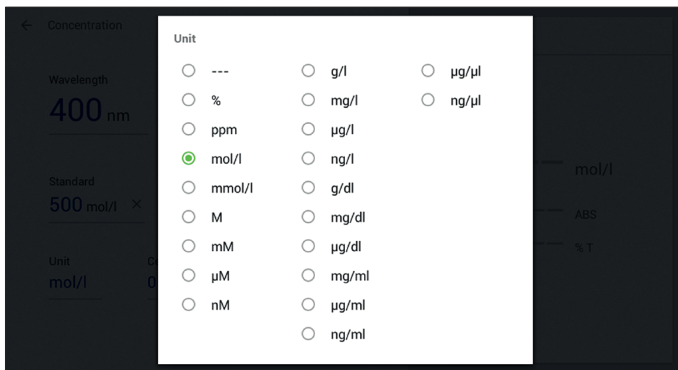 ← Concentration
Wavelength
400 nm
Standard
500 mol/l ×
Unit
mol/l
0
mol/l
ABS
% T
Unit
---
%
ppm
mol/l
mmol/l
M
mM
µM
nM
g/l
mg/l
µg/l
ng/l
g/dl
mg/dl
µg/dl
mg/ml
µg/ml
ng/ml
µg/µl
ng/µl